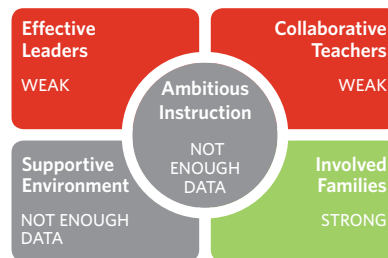 Effective
Leaders
WEAK
Collaborative
Teachers
WEAK
Ambitious
Instruction
NOT
ENOUGH
DATA
Supportive
Environment
NOT ENOUGH
DATA
Involved
Families
STRONG